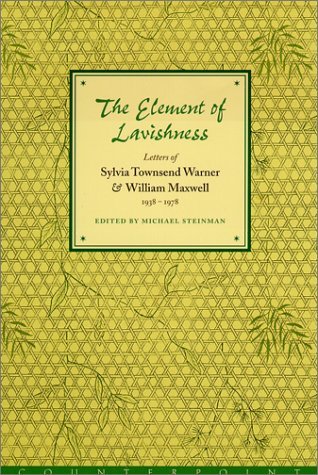 The Element of
Lavishness
Letters of
Sylvia Townsend Warner
& William Maxwell
1938 – 1978
EDITED BY MICHAEL STEINMAN
COUNTERPOINT